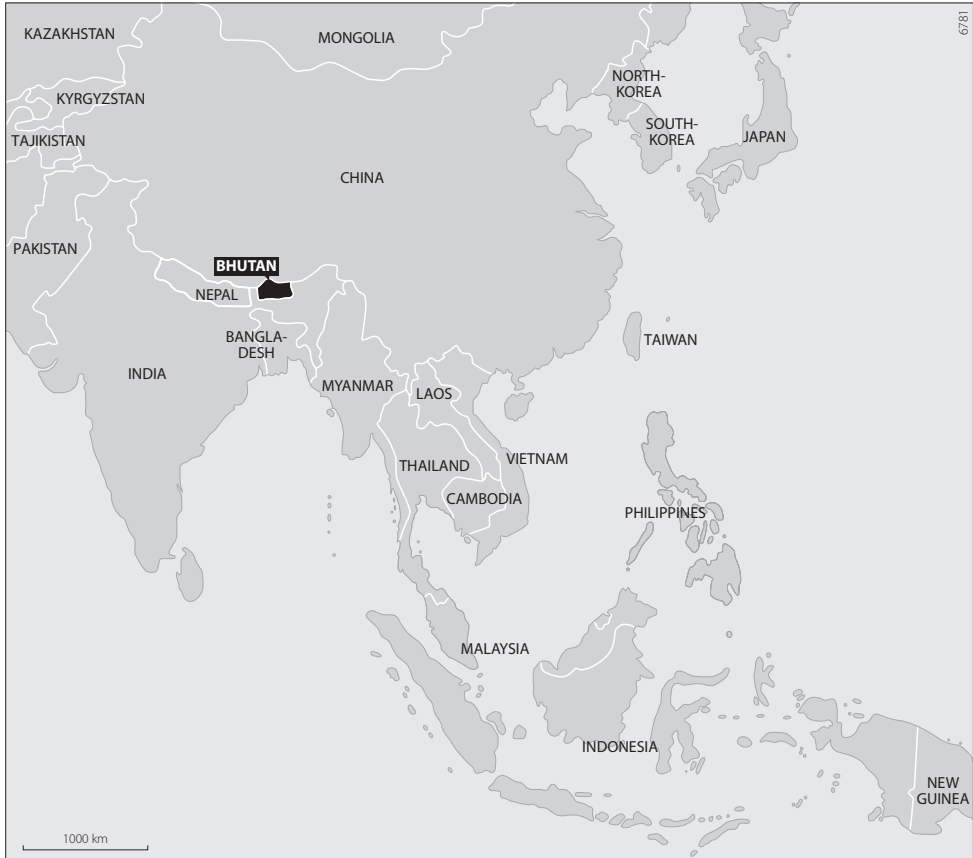 6781
KAZAKHSTAN
MONGOLIA
NORTH-
KOREA
KYRGYZSTAN
SOUTH-
KOREA
JAPAN
TAJIKISTAN
CHINA
PAKISTAN
BHUTAN
NEPAL
BANGLA-
DESH
TAIWAN
INDIA
MYANMAR
LAOS
VIETNAM
THAILAND
CAMBODIA
PHILIPPINES
MALAYSIA
INDONESIA
NEW
GUINEA
1000 km